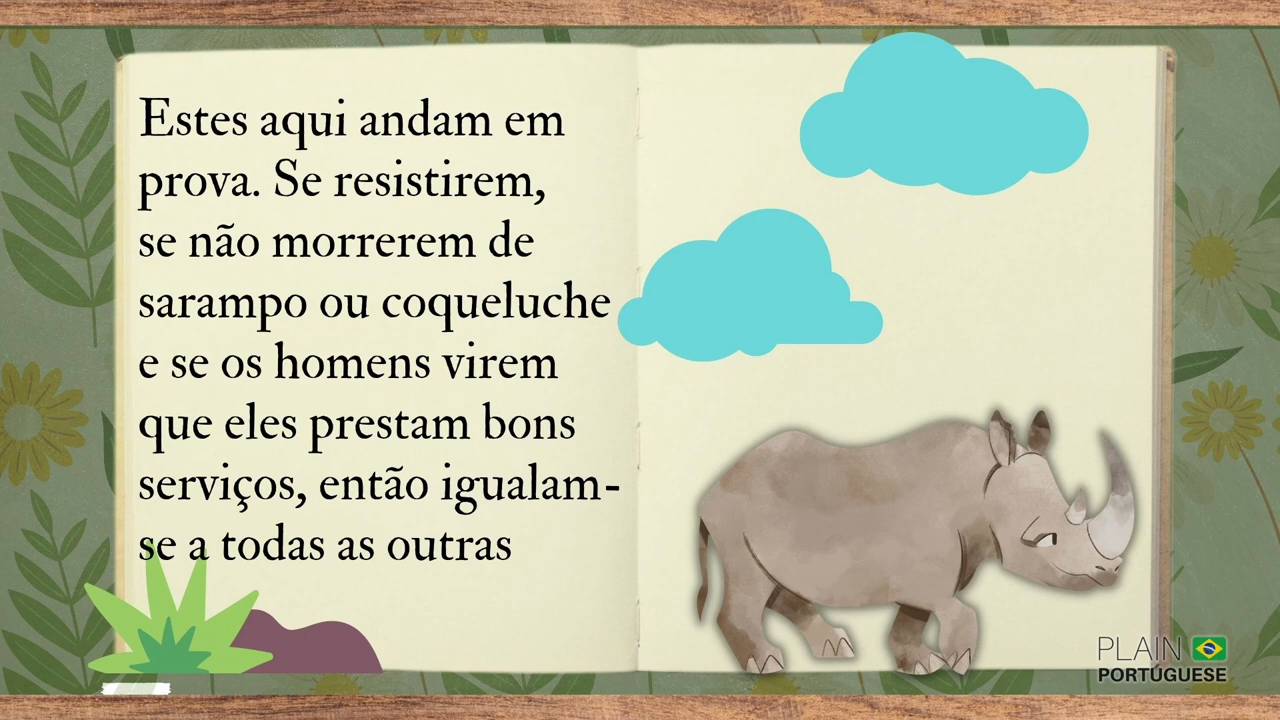 Estes aqui andam em
prova. Se resistirem,
se não morrerem de
sarampo ou coqueluche
e se os homens virem
que eles prestam bons
serviços, então igualam-
se a todas as outras
PLAIN
PORTUGUESE